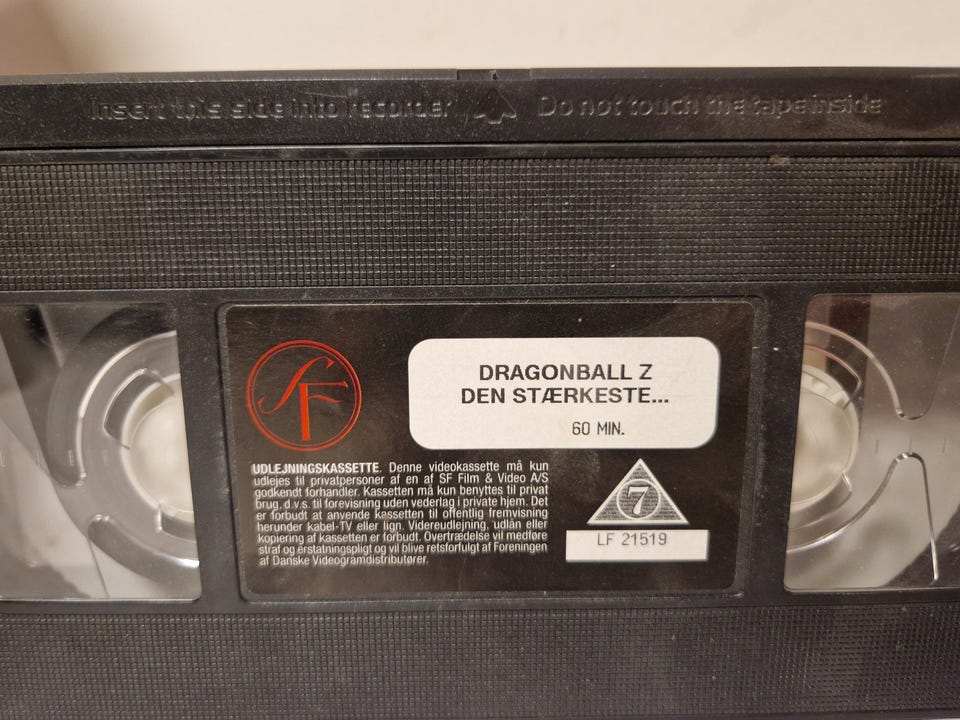 Insert this side into recorder Do not touch the tape inside
SF
DRAGONBALL Z
DEN STÆRKESTE...
60 MIN.
UDLEJNINGSKASSETTE. Denne videokassette må kun
udlejes til privatpersoner af en af SF Film & Video A/S
godkendt forhandler. Kassetten må kun benyttes til privat
brug, d.v.s. til forevisning uden vederlag i private hjem. Det
er forbudt at anvende kassetten til offentlig fremvisning
herunder kabel-TV eller lign. Videreudlejning, udlån eller
kopiering af kassetten er forbudt. Overtrædelse vil medføre
straf og erstatningspligt og vil blive retsforfulgt af Foreningen
af Danske Videogramdistributører.
7
LF 21519